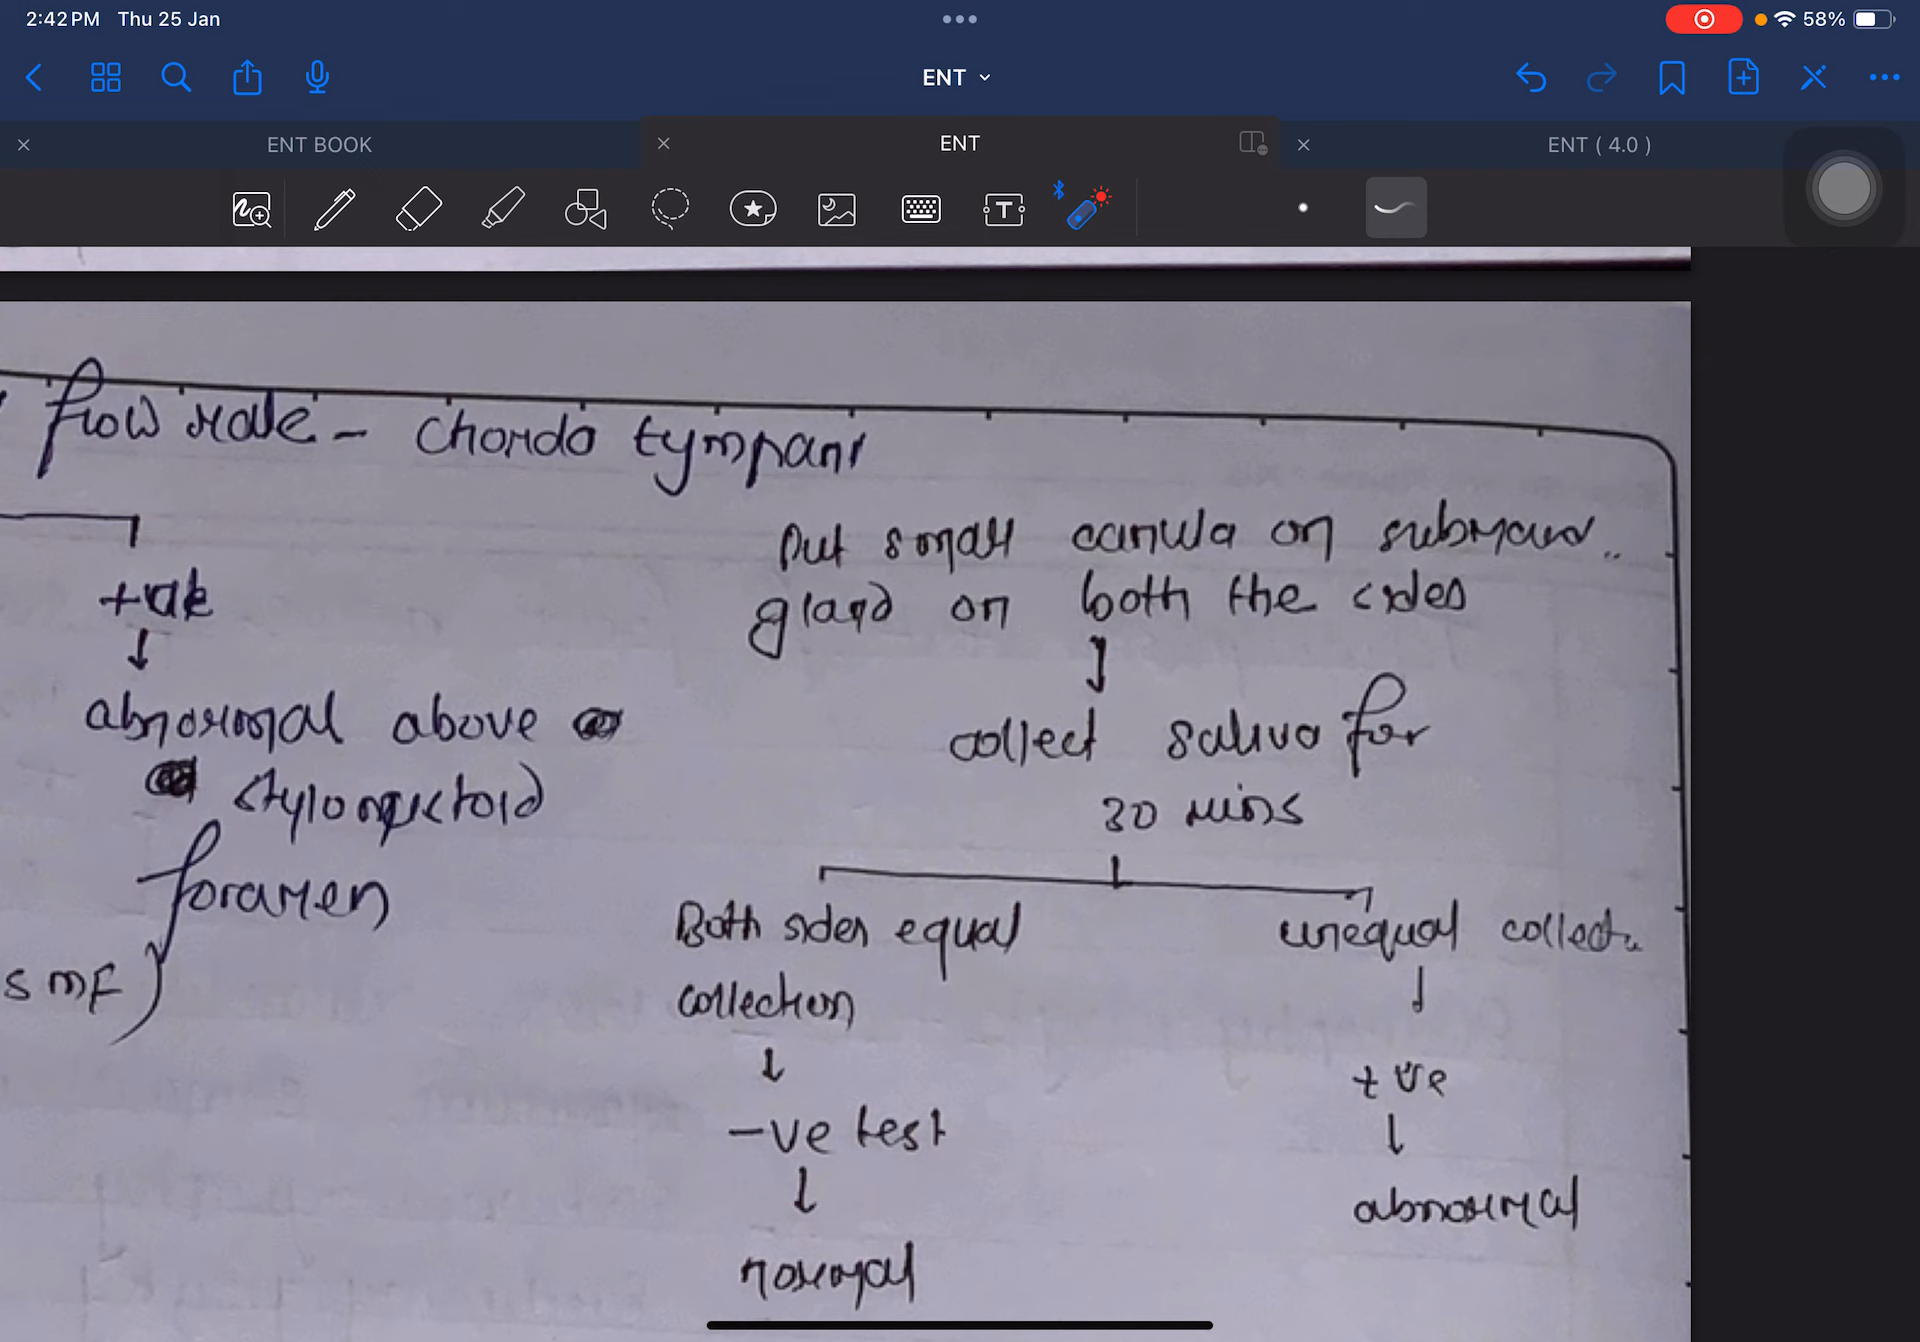 2:42 PM Thu 25 Jan
58%
ENT
ENT BOOK
ENT
ENT ( 4.0 )
flow rate - Chorda tympani
Put small canula on submand..
gland on both the sides
+ve
abnormal above
stylomastoid
foramen
SMF)
collect saliva for
30 mins
Both sides equal
collection
-ve test
normal
unequal collect..
+ve
abnormal